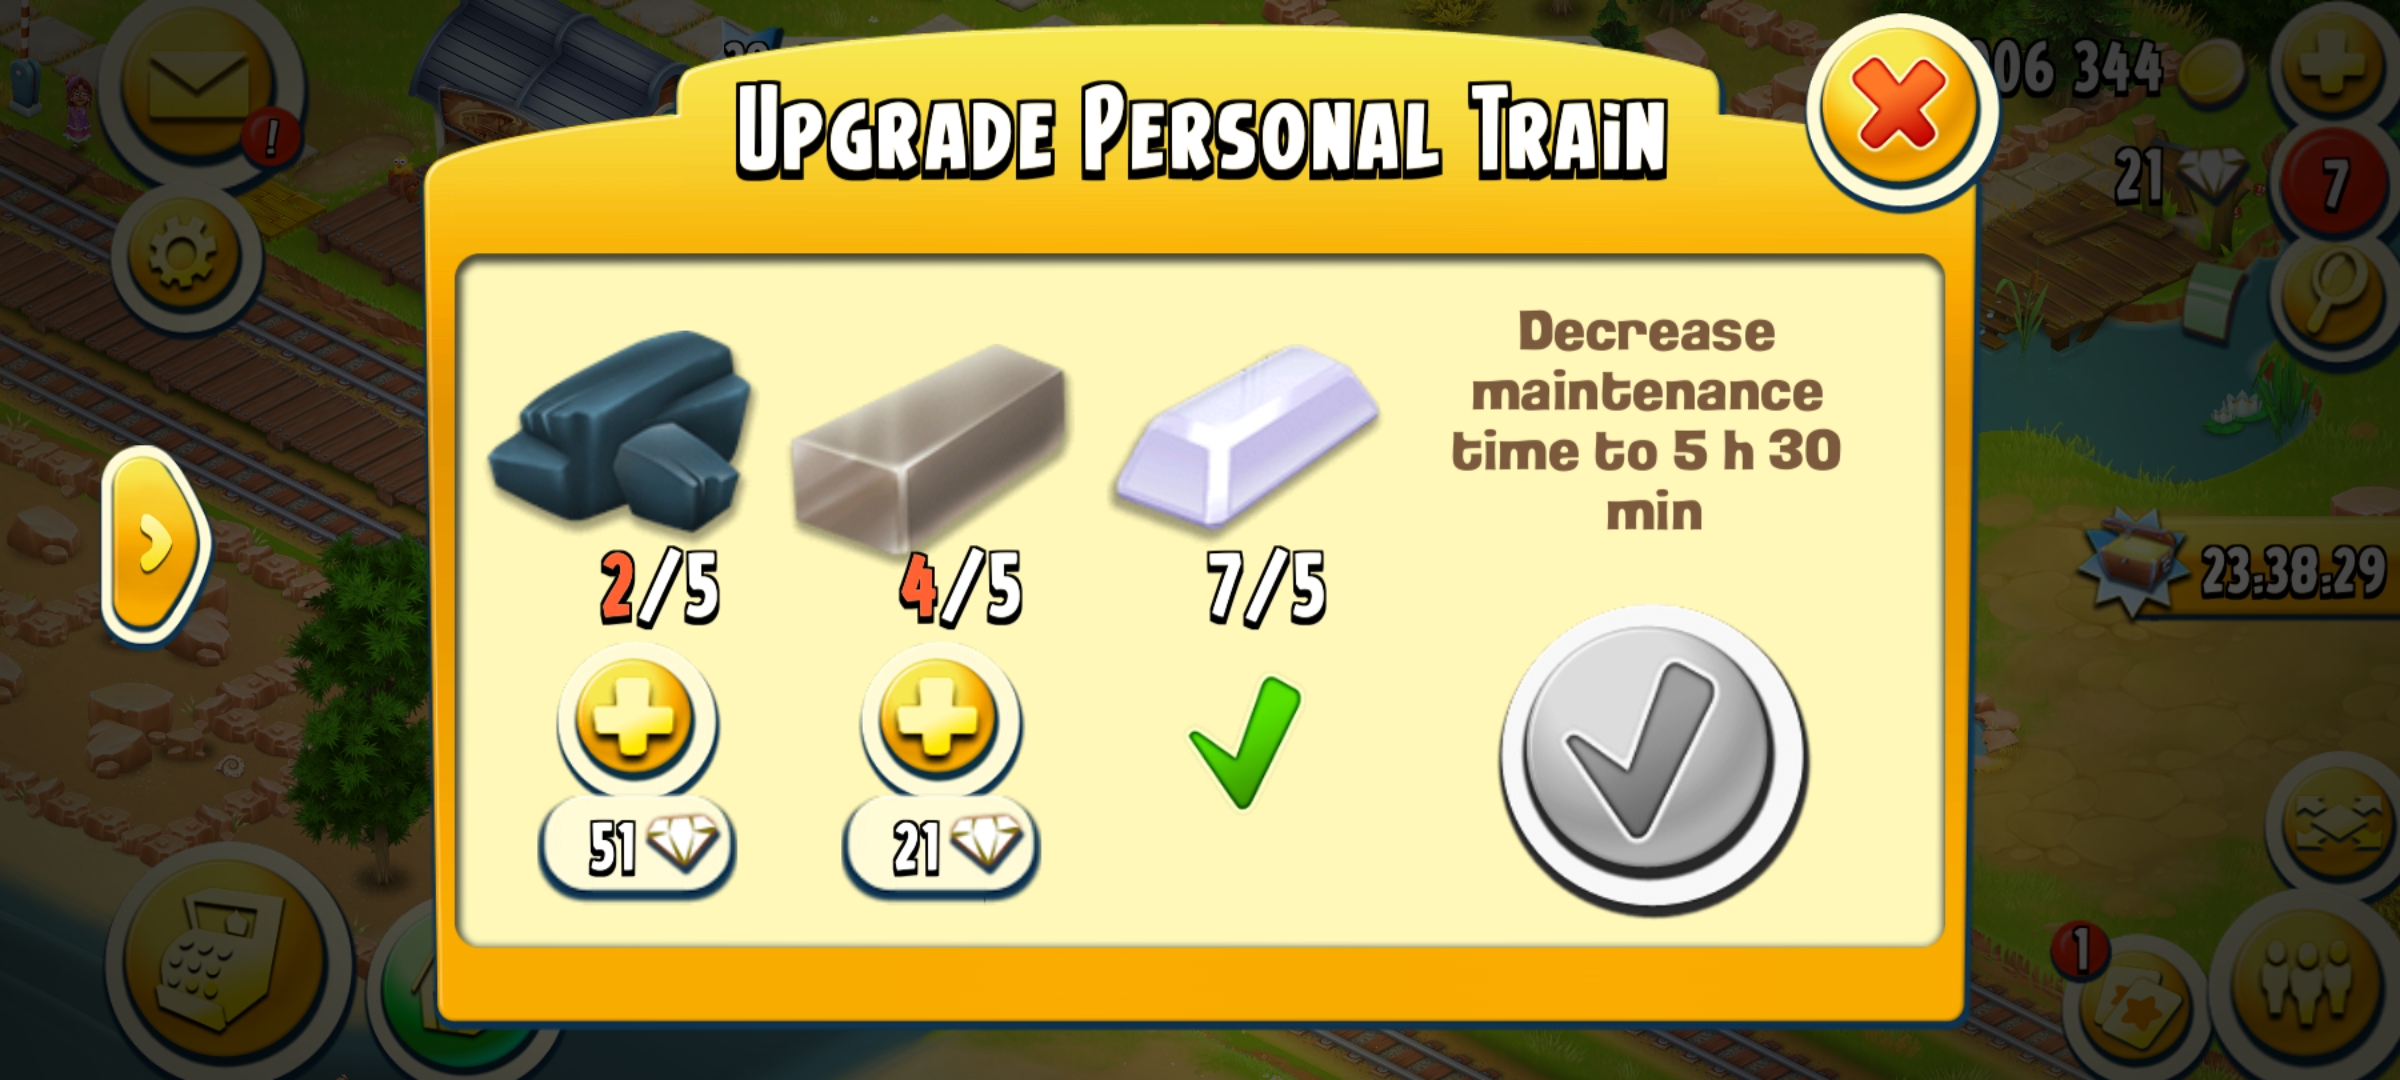 UPGRADE PERSONAL TRAiN
06 344
21
7
!
Decrease
maintenance
time to 5 h 30
min
2/5
4/5
7/5
23:38:29
51
21
1